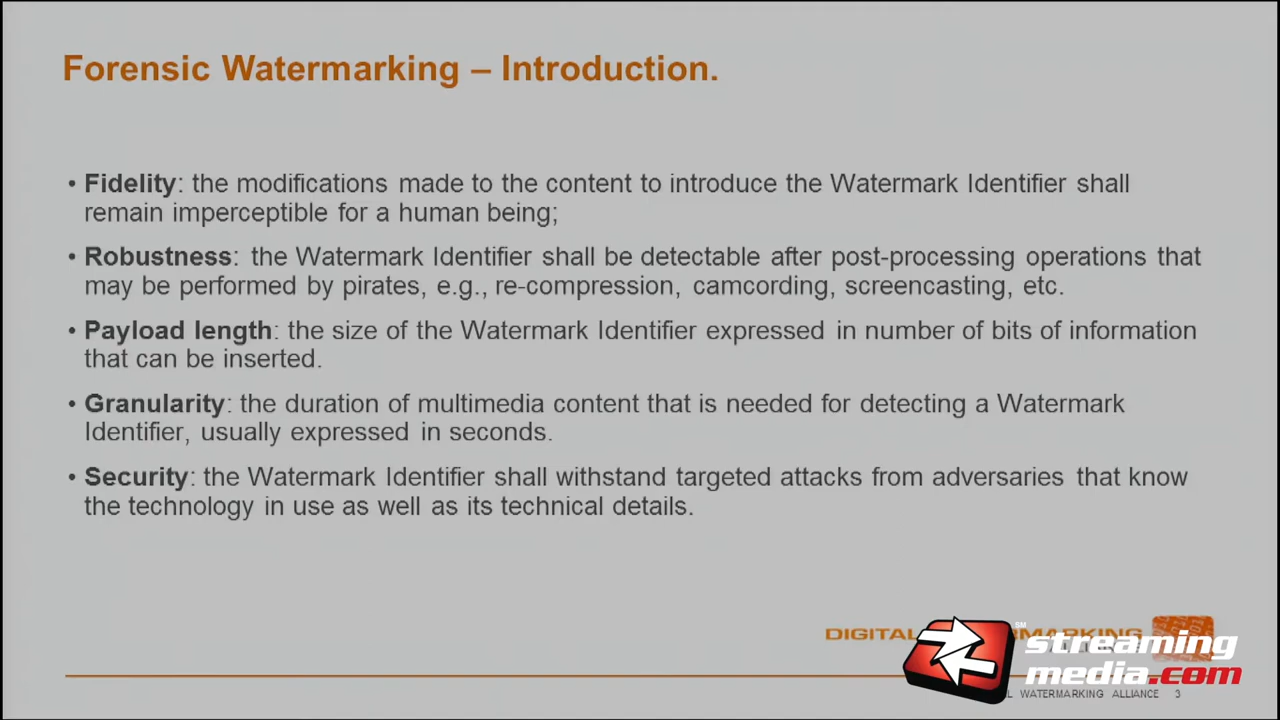 Forensic Watermarking – Introduction.
• Fidelity: the modifications made to the content to introduce the Watermark Identifier shall
remain imperceptible for a human being;
• Robustness: the Watermark Identifier shall be detectable after post-processing operations that
may be performed by pirates, e.g., re-compression, camcording, screencasting, etc.
• Payload length: the size of the Watermark Identifier expressed in number of bits of information
that can be inserted.
• Granularity: the duration of multimedia content that is needed for detecting a Watermark
Identifier, usually expressed in seconds.
• Security: the Watermark Identifier shall withstand targeted attacks from adversaries that know
the technology in use as well as its technical details.
DIGITAL
SM
streaming
media.com
WATERMARKING ALLIANCE 3